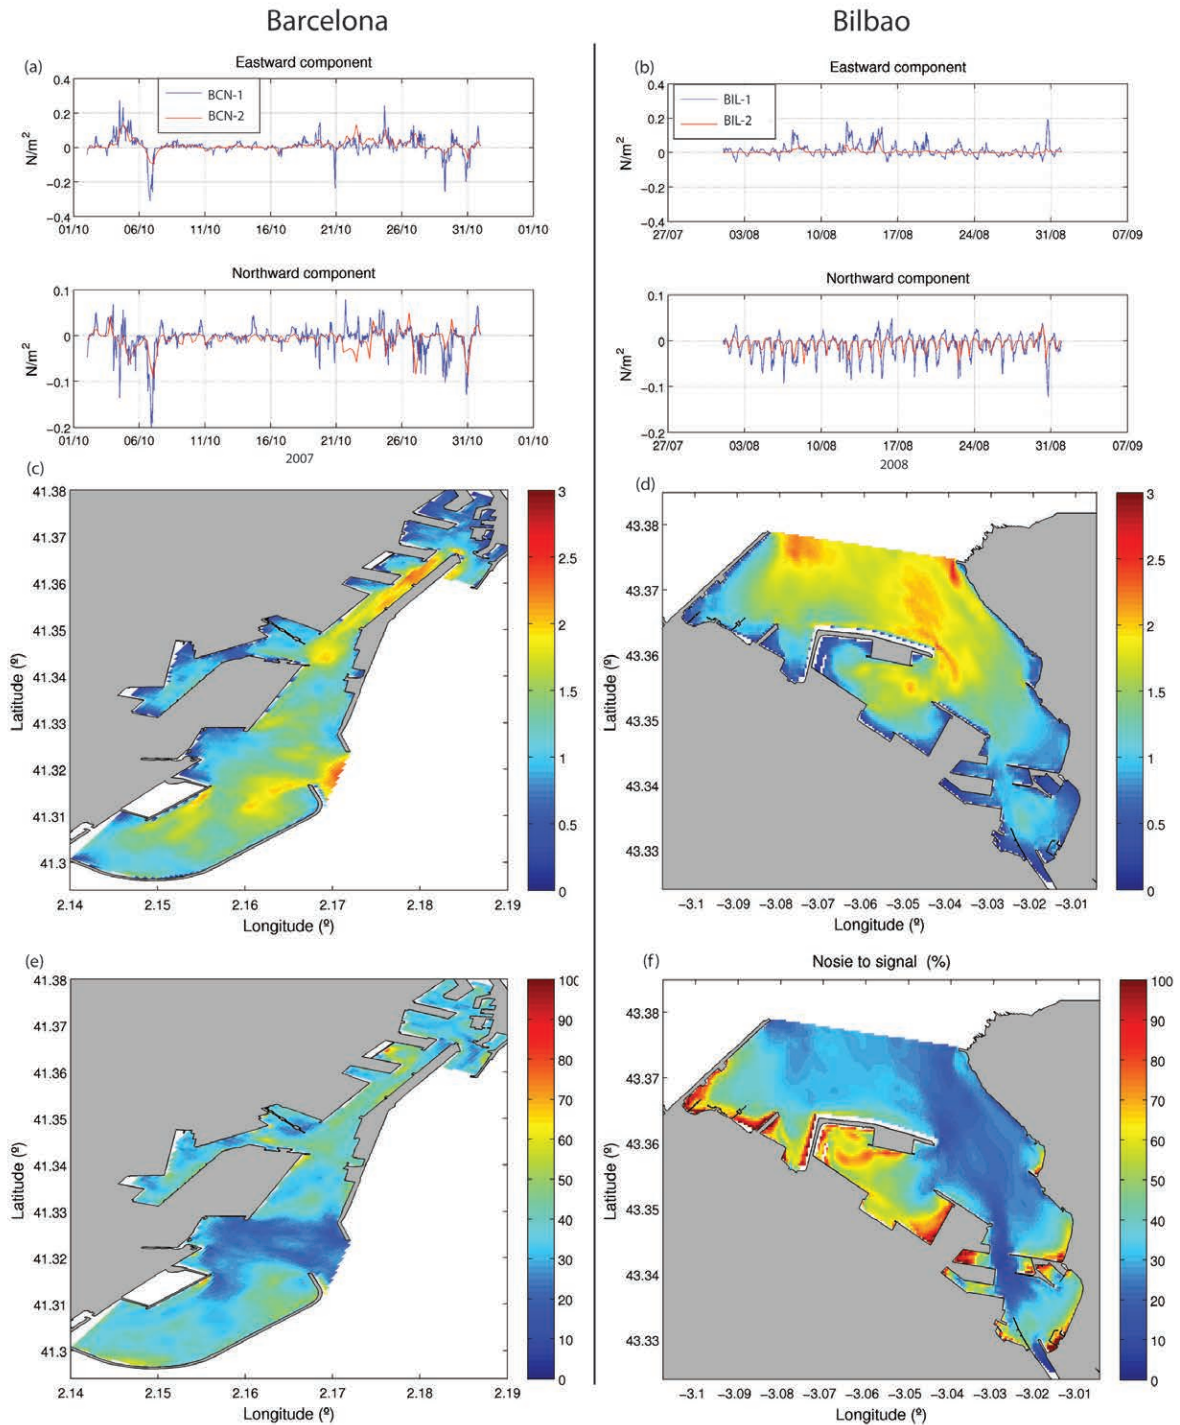 Barcelona
Bilbao
(a)
Eastward component
0.4
0.2
0
−0.2
−0.4
N/m²
BCN-1
BCN-2
01/10 06/10 11/10 16/10 21/10 26/10 31/10 01/10
Northward component
0.1
0
−0.1
−0.2
N/m²
01/10 06/10 11/10 16/10 21/10 26/10 31/10 01/10
2007
(b)
Eastward component
0.4
0.2
0
−0.2
−0.4
N/m²
BIL-1
BIL-2
27/07 03/08 10/08 17/08 24/08 31/08 07/09
Northward component
0.1
0
−0.1
−0.2
N/m²
27/07 03/08 10/08 17/08 24/08 31/08 07/09
2008
(c)
41.38
41.37
41.36
41.35
41.34
41.33
41.32
41.31
41.3
Latitude (º)
2.14 2.15 2.16 2.17 2.18 2.19
Longitude (º)
3
2.5
2
1.5
1
0.5
0
(d)
43.38
43.37
43.36
43.35
43.34
43.33
Latitude (º)
−3.1 −3.09 −3.08 −3.07 −3.06 −3.05 −3.04 −3.03 −3.02 −3.01
Longitude (º)
3
2.5
2
1.5
1
0.5
0
(e)
41.38
41.37
41.36
41.35
41.34
41.33
41.32
41.31
41.3
Latitude (º)
2.14 2.15 2.16 2.17 2.18 2.19
Longitude (º)
100
90
80
70
60
50
40
30
20
10
0
(f)
Nosie to signal (%)
43.38
43.37
43.36
43.35
43.34
43.33
Latitude (º)
−3.1 −3.09 −3.08 −3.07 −3.06 −3.05 −3.04 −3.03 −3.02 −3.01
Longitude (º)
100
90
80
70
60
50
40
30
20
10
0